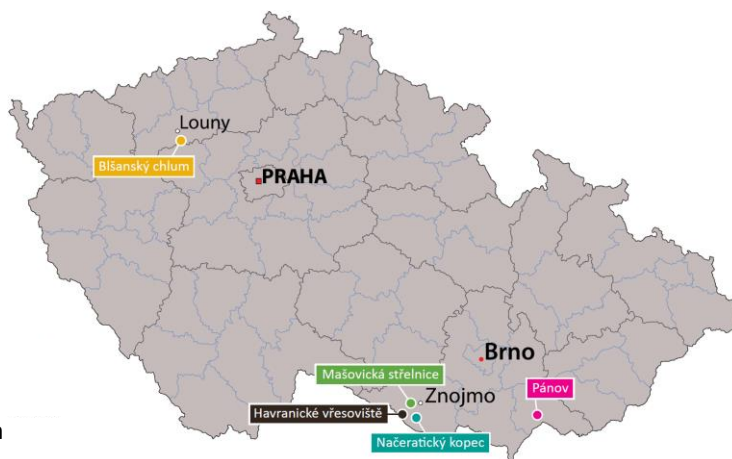 Louny
Blšanský chlum
PRAHA
Brno
Mašovická střelnice
Pánov
Znojmo
Havranické vřesoviště
Načeratický kopec